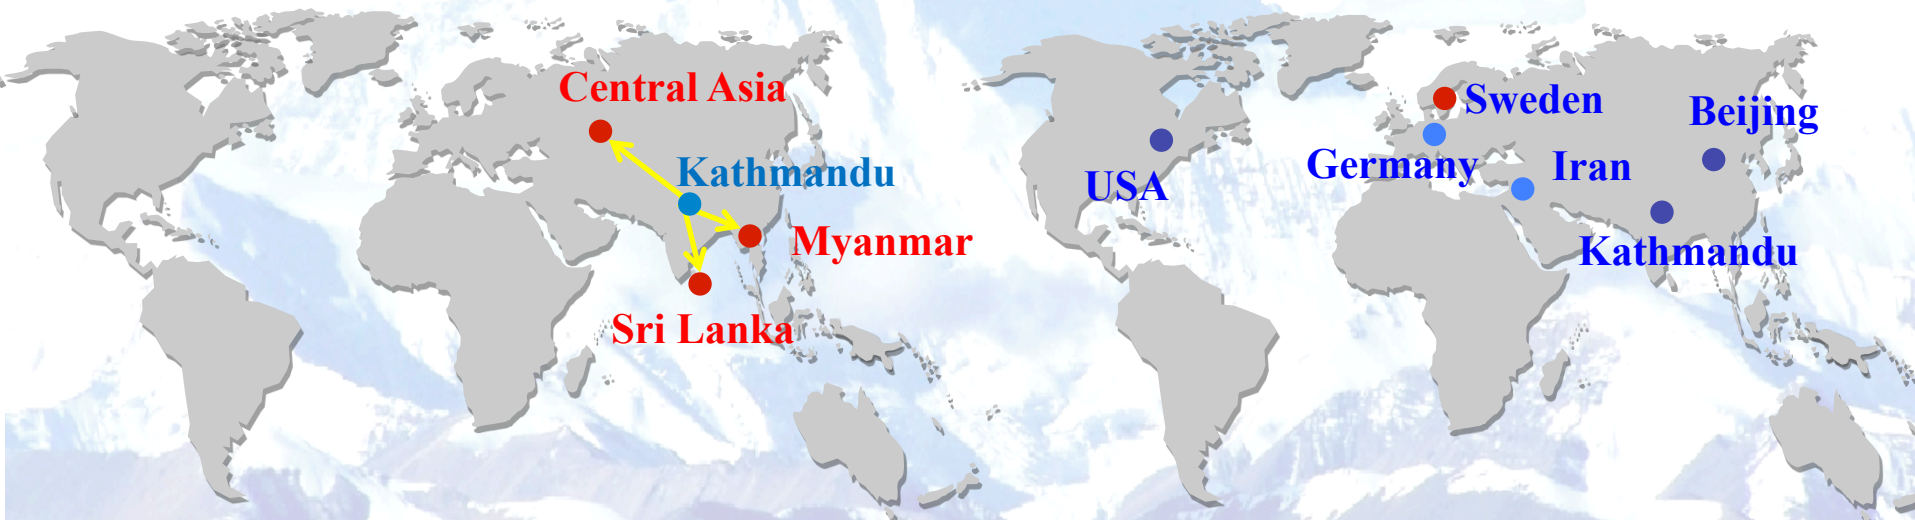 Central Asia
Kathmandu
Myanmar
Sri Lanka
Sweden
Beijing
Germany
Iran
USA
Kathmandu